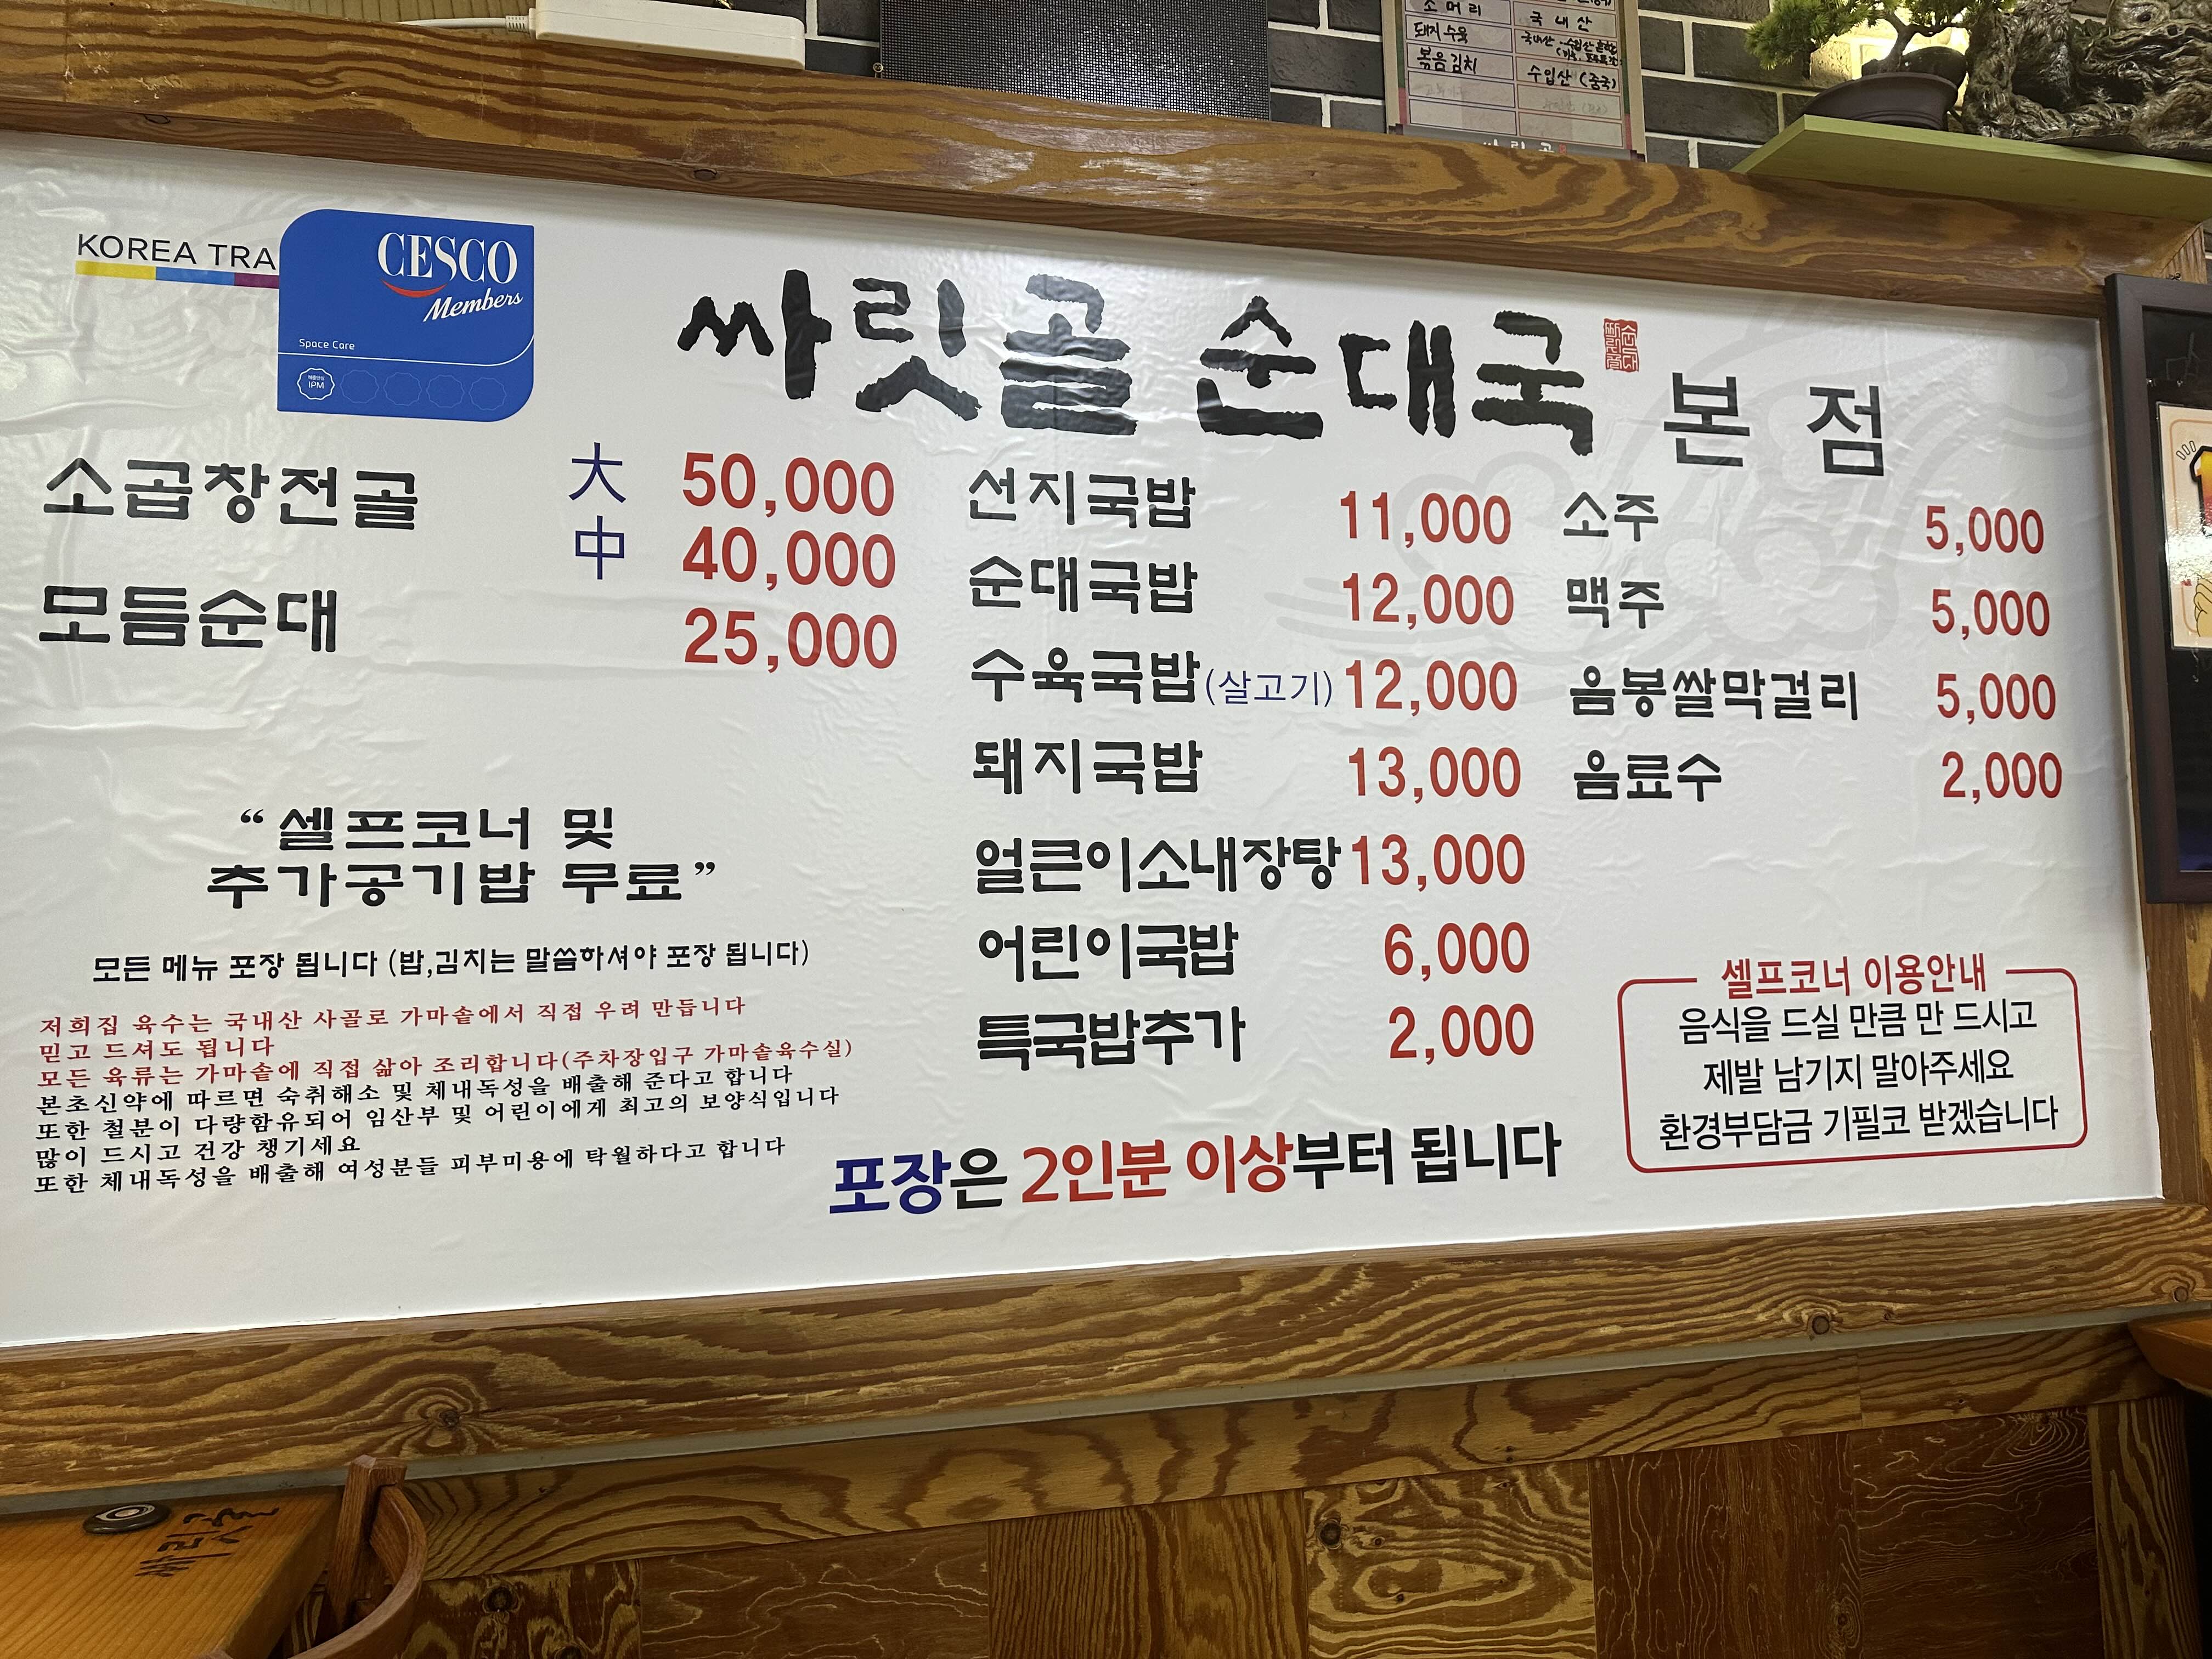 소머리 국내산
돼지수육
볶음김치 수입산 (중국)
KOREA TRA
CESCO
Members
Space Care
IPM
싸릿골 순대국 본점
소곱창전골 大 50,000
中 40,000
모듬순대 25,000
“셀프코너 및
추가공기밥 무료”
모든 메뉴 포장 됩니다 (밥,김치는 말씀하셔야 포장 됩니다)
저희집 육수는 국내산 사골로 가마솥에서 직접 우려 만듭니다
믿고 드셔도 됩니다
모든 육류는 가마솥에 직접 삶아 조리합니다(주차장입구 가마솥육수실)
본초신약에 따르면 숙취해소 및 체내독성을 배출해 준다고 합니다
또한 철분이 다량함유되어 임산부 및 어린이에게 최고의 보양식입니다
많이 드시고 건강 챙기세요
또한 체내독성을 배출해 여성분들 피부미용에 탁월하다고 합니다
선지국밥 11,000
순대국밥 12,000
수육국밥(살고기) 12,000
돼지국밥 13,000
얼큰이소내장탕 13,000
어린이국밥 6,000
특국밥추가 2,000
소주 5,000
맥주 5,000
음봉쌀막걸리 5,000
음료수 2,000
포장은 2인분 이상부터 됩니다
셀프코너 이용안내
음식을 드실 만큼 만 드시고
제발 남기지 말아주세요
환경부담금 기필코 받겠습니다